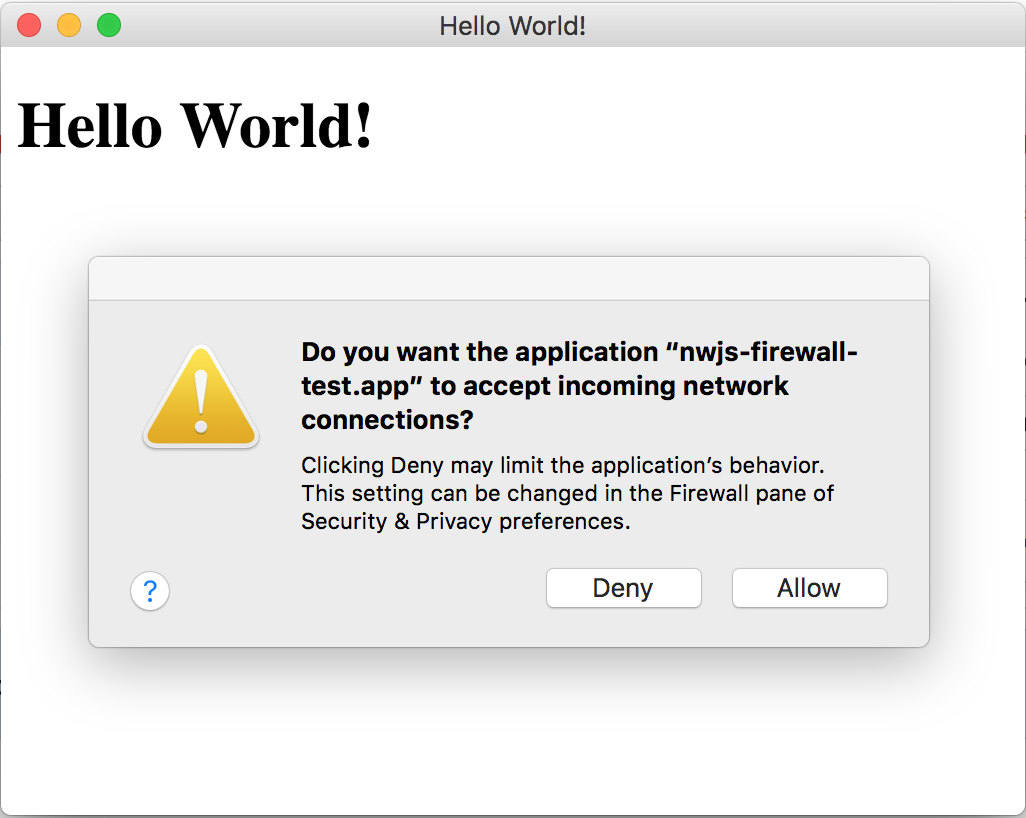 Hello World!
Hello World!
Do you want the application “nwjs-firewall-
test.app” to accept incoming network
connections?
Clicking Deny may limit the application’s behavior.
This setting can be changed in the Firewall pane of
Security & Privacy preferences.
?
Deny
Allow